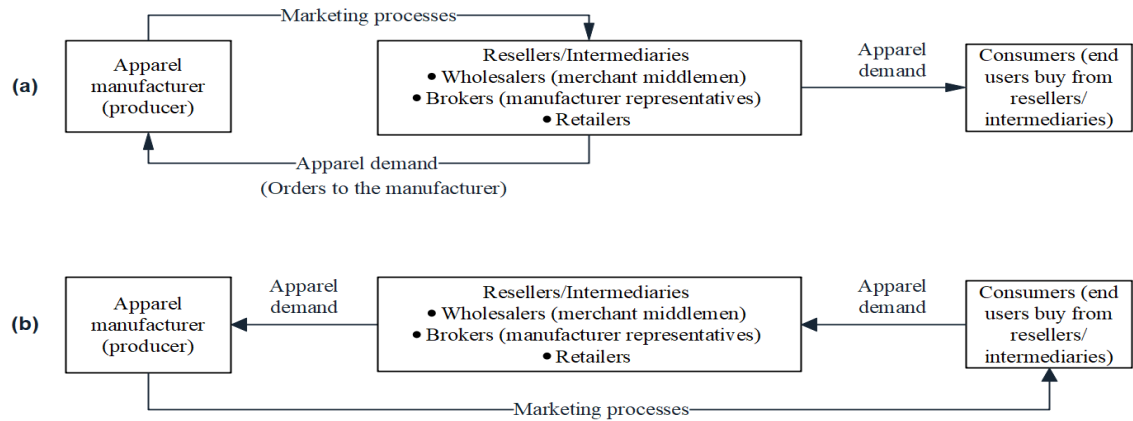 Marketing processes
(a)
Apparel
manufacturer
(producer)
Resellers/Intermediaries
● Wholesalers (merchant middlemen)
● Brokers (manufacturer representatives)
● Retailers
Apparel
demand
Consumers (end
users buy from
resellers/
intermediaries)
Apparel demand
(Orders to the manufacturer)
(b)
Apparel
manufacturer
(producer)
Apparel
demand
Resellers/Intermediaries
● Wholesalers (merchant middlemen)
● Brokers (manufacturer representatives)
● Retailers
Apparel
demand
Consumers (end
users buy from
resellers/
intermediaries)
Marketing processes